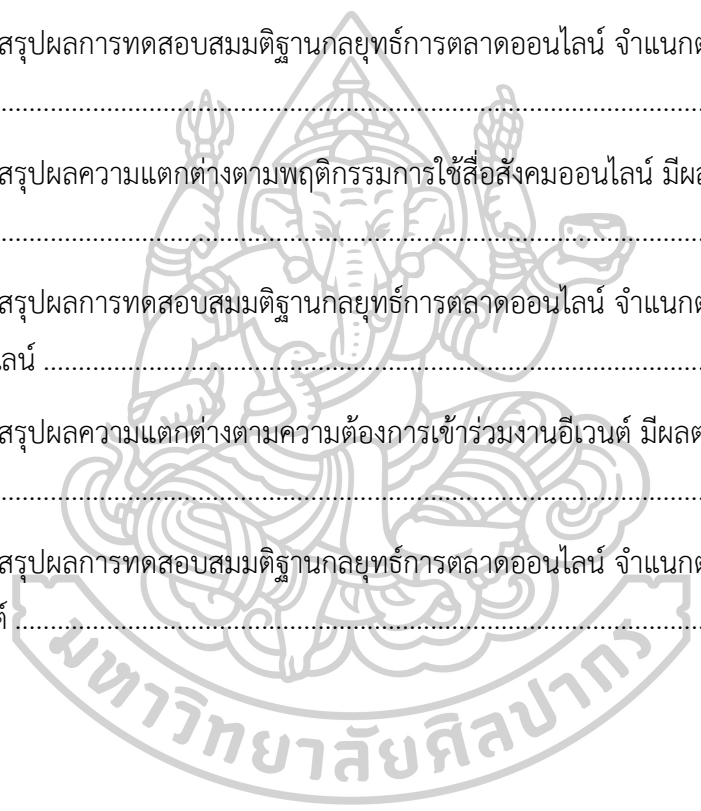 สรุปผลการทดสอบสมมติฐานกลยุทธ์การตลาดออนไลน์ จำแนกต
....................................................................................................
สรุปผลความแตกต่างตามพฤติกรรมการใช้สื่อสังคมออนไลน์ มีผล
....................................................................................................
สรุปผลการทดสอบสมมติฐานกลยุทธ์การตลาดออนไลน์ จำแนกต
ลน์ ....................................................................................................
สรุปผลความแตกต่างตามความต้องการเข้าร่วมงานอีเวนต์ มีผลต
....................................................................................................
สรุปผลการทดสอบสมมติฐานกลยุทธ์การตลาดออนไลน์ จำแนกต
์ ....................................................................................................
มหาวิทยาลัยศิลปากร